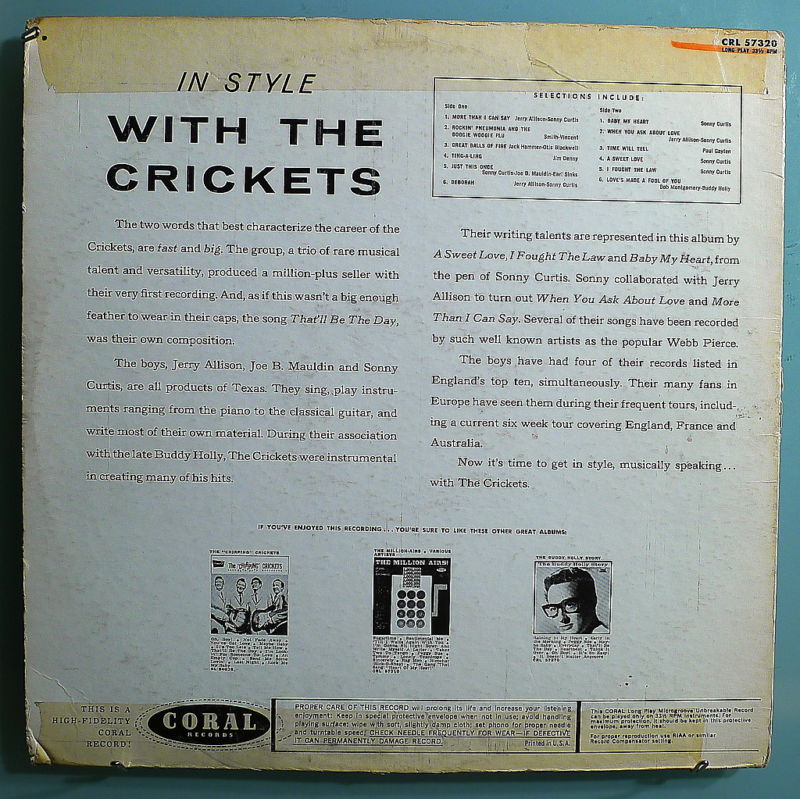 CRL 57320
LONG PLAY 33⅓ RPM
IN STYLE
WITH THE
CRICKETS
SELECTIONS INCLUDE:
Side One
1. MORE THAN I CAN SAY Jerry Allison-Sonny Curtis
2. ROCKIN' PNEUMONIA AND THE
BOOGIE WOOGIE FLU Smith-Vincent
3. GREAT BALLS OF FIRE Jack Hammer-Otis Blackwell
4. TING-A-LING Jim Denny
5. JUST THIS ONCE
Sonny Curtis-Joe B. Mauldin-Earl Sinks
6. DEBORAH Jerry Allison-Sonny Curtis
Side Two
1. BABY MY HEART Sonny Curtis
2. WHEN YOU ASK ABOUT LOVE
Jerry Allison-Sonny Curtis
3. TIME WILL TELL Paul Gayten
4. A SWEET LOVE Sonny Curtis
5. I FOUGHT THE LAW Sonny Curtis
6. LOVE'S MADE A FOOL OF YOU
Bob Montgomery-Buddy Holly
The two words that best characterize the career of the
Crickets, are fast and big. The group, a trio of rare musical
talent and versatility, produced a million-plus seller with
their very first recording. And, as if this wasn't a big enough
feather to wear in their caps, the song That'll Be The Day,
was their own composition.
The boys, Jerry Allison, Joe B. Mauldin and Sonny
Curtis, are all products of Texas. They sing, play instru-
ments ranging from the piano to the classical guitar, and
write most of their own material. During their association
with the late Buddy Holly, The Crickets were instrumental
in creating many of his hits.
Their writing talents are represented in this album by
A Sweet Love, I Fought The Law and Baby My Heart, from
the pen of Sonny Curtis. Sonny collaborated with Jerry
Allison to turn out When You Ask About Love and More
Than I Can Say. Several of their songs have been recorded
by such well known artists as the popular Webb Pierce.
The boys have had four of their records listed in
England's top ten, simultaneously. Their many fans in
Europe have seen them during their frequent tours, includ-
ing a current six week tour covering England, France and
Australia.
Now it's time to get in style, musically speaking...
with The Crickets.
IF YOU'VE ENJOYED THIS RECORDING... YOU'RE SURE TO LIKE THESE OTHER GREAT ALBUMS:
THE "CHIRPING" CRICKETS
The "CHIRPING" CRICKETS
THE MILLION-AIRS • VARIOUS
ARTISTS
THE MILLION AIRS!
THE BUDDY HOLLY STORY
The Buddy Holly Story
THIS IS A
HIGH-FIDELITY
CORAL
RECORD!
CORAL
RECORDS
PROPER CARE OF THIS RECORD will prolong its life and increase your listening
enjoyment: Keep in special protective envelope when not in use; avoid handling
playing surface; wipe with soft, slightly damp cloth; set phono for proper needle
and turntable speed; CHECK NEEDLE FREQUENTLY FOR WEAR—IF DEFECTIVE
IT CAN PERMANENTLY DAMAGE RECORD. Printed in U.S.A.
This CORAL Long Play Microgroove Unbreakable Record
can be played only on 33⅓ RPM instruments. For
maximum protection, it should be kept in this protective
envelope, away from heat.
For proper reproduction use RIAA or similar
Record Compensator setting.